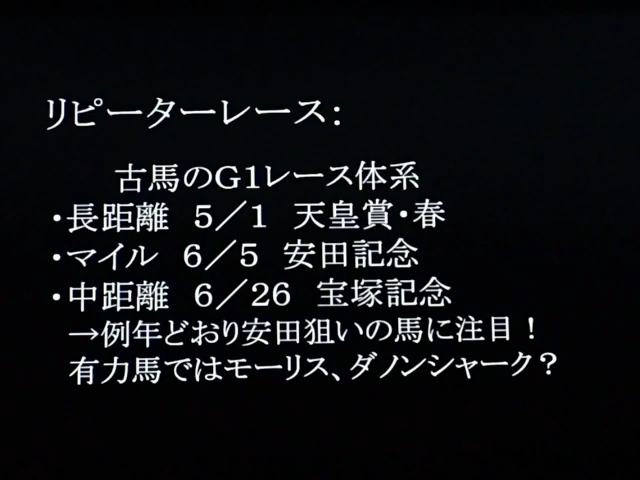 リピーターレース：
古馬のG1レース体系
・長距離　5／1　天皇賞・春
・マイル　6／5　安田記念
・中距離　6／26　宝塚記念
→例年どおり安田狙いの馬に注目！
有力馬ではモーリス、ダノンシャーク？